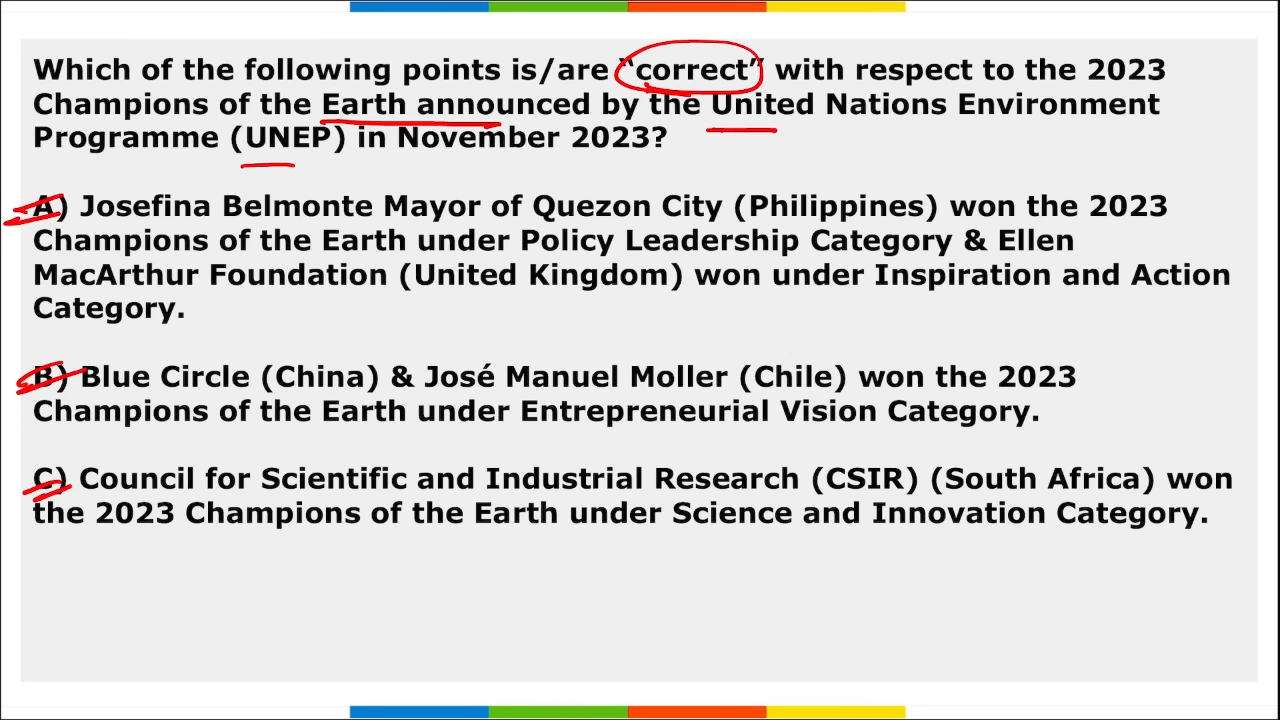 Which of the following points is/are “correct” with respect to the 2023
Champions of the Earth announced by the United Nations Environment
Programme (UNEP) in November 2023?
A) Josefina Belmonte Mayor of Quezon City (Philippines) won the 2023
Champions of the Earth under Policy Leadership Category & Ellen
MacArthur Foundation (United Kingdom) won under Inspiration and Action
Category.
B) Blue Circle (China) & José Manuel Moller (Chile) won the 2023
Champions of the Earth under Entrepreneurial Vision Category.
C) Council for Scientific and Industrial Research (CSIR) (South Africa) won
the 2023 Champions of the Earth under Science and Innovation Category.